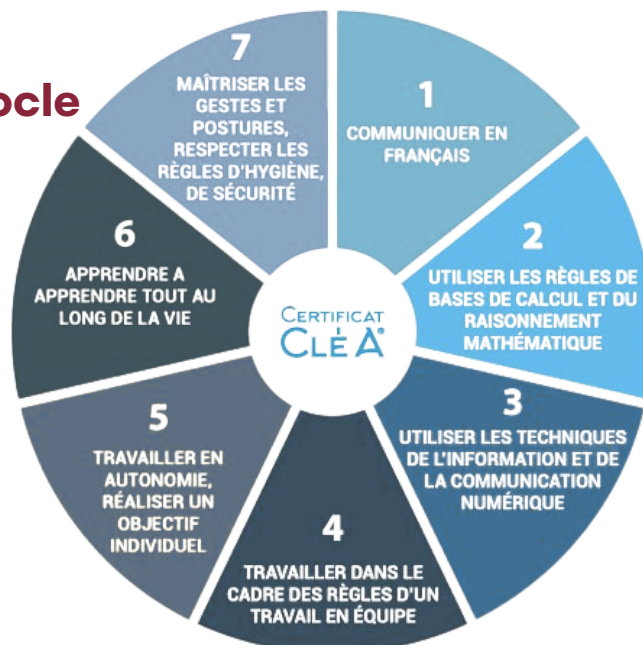 ocle
1
COMMUNIQUER EN
FRANÇAIS
2
UTILISER LES RÈGLES DE
BASES DE CALCUL ET DU
RAISONNEMENT
MATHÉMATIQUE
3
UTILISER LES TECHNIQUES
DE L'INFORMATION ET DE
LA COMMUNICATION
NUMÉRIQUE
4
TRAVAILLER DANS LE
CADRE DES RÈGLES D'UN
TRAVAIL EN ÉQUIPE
5
TRAVAILLER EN
AUTONOMIE,
RÉALISER UN
OBJECTIF
INDIVIDUEL
6
APPRENDRE A
APPRENDRE TOUT AU
LONG DE LA VIE
7
MAÎTRISER LES
GESTES ET
POSTURES,
RESPECTER LES
RÈGLES D'HYGIÈNE,
DE SÉCURITÉ
CERTIFICAT
CLÉA®